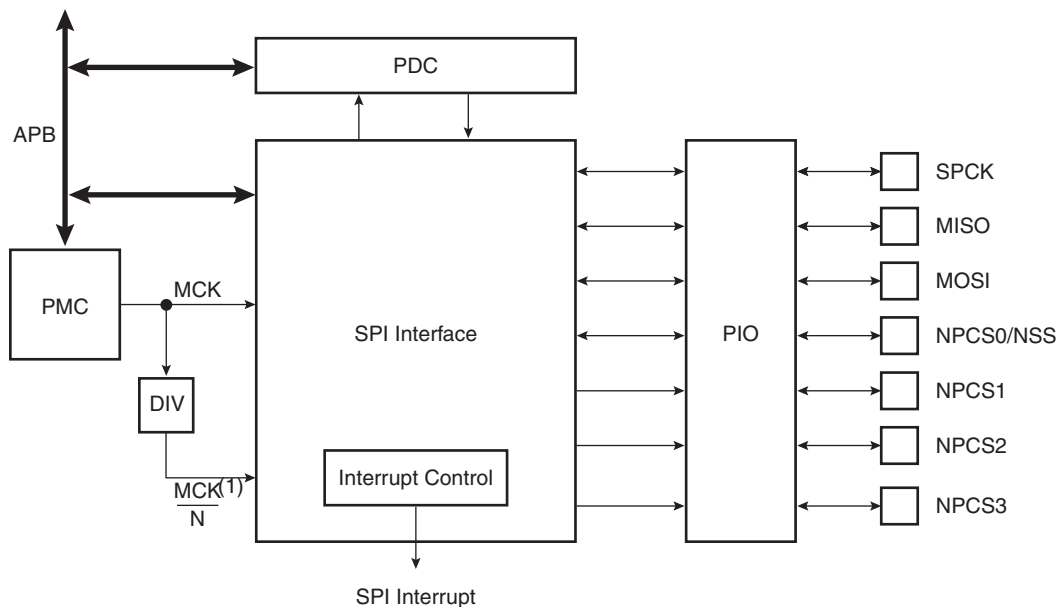 PDC
APB
SPCK
MISO
MOSI
NPCS0/NSS
NPCS1
NPCS2
NPCS3
PMC
MCK
SPI Interface
PIO
DIV
Interrupt Control
MCK(1)
N
SPI Interrupt